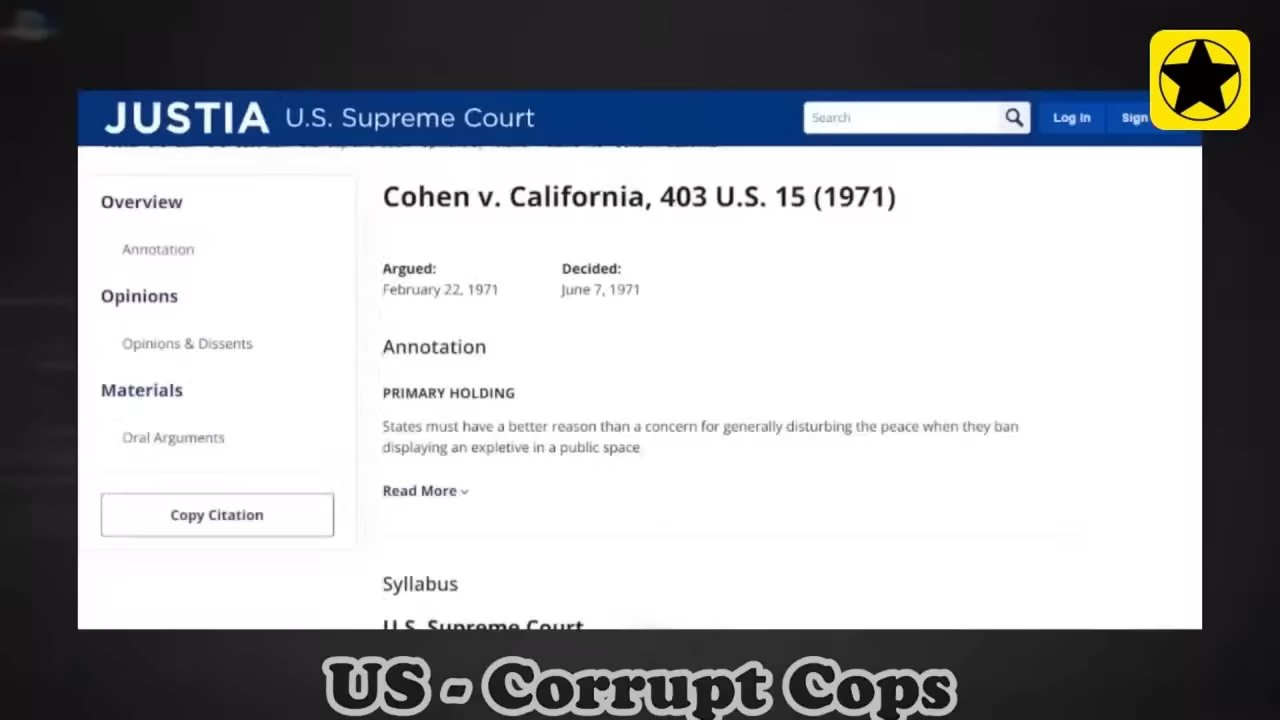 JUSTIA U.S. Supreme Court
Search
Log In
Sign
Overview
Annotation
Opinions
Opinions & Dissents
Materials
Oral Arguments
Copy Citation
Cohen v. California, 403 U.S. 15 (1971)
Argued:
February 22, 1971
Decided:
June 7, 1971
Annotation
PRIMARY HOLDING
States must have a better reason than a concern for generally disturbing the peace when they ban
displaying an expletive in a public space
Read More
Syllabus
U.S. Supreme Court
US - Corrupt Cops